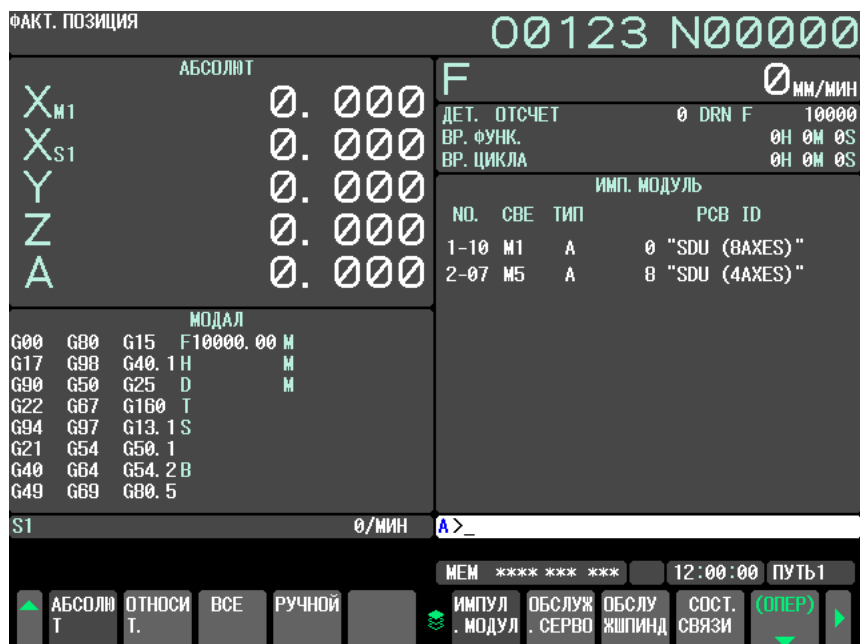 ФАКТ. ПОЗИЦИЯ
O0123 N00000
АБСОЛЮТ
XM1 0. 000
XS1 0. 000
Y 0. 000
Z 0. 000
A 0. 000
F 0 ММ/МИН
ДЕТ. ОТСЧЕТ 0 DRN F 10000
ВР. ФУНК. 0H 0M 0S
ВР. ЦИКЛА 0H 0M 0S
ИМП. МОДУЛЬ
NO. СВЕ ТИП PCB ID
1-10 M1 A 0 "SDU (8AXES)"
2-07 M5 A 8 "SDU (4AXES)"
МОДАЛ
G00 G80 G15 F10000. 00 M
G17 G98 G40. 1 H M
G90 G50 G25 D M
G22 G67 G160 T
G94 G97 G13. 1 S
G21 G54 G50. 1
G40 G64 G54. 2 B
G49 G69 G80. 5
S1 0/МИН
A >_
MEM **** *** ***
12:00:00
ПУТЬ1
АБСОЛЮ
Т
ОТНОСИ
Т.
ВСЕ
РУЧНОЙ
ИМПУЛ
. МОДУЛ
ОБСЛУЖ
. СЕРВО
ОБСЛУ
ЖШПИНД
СОСТ.
СВЯЗИ
(ОПЕР)